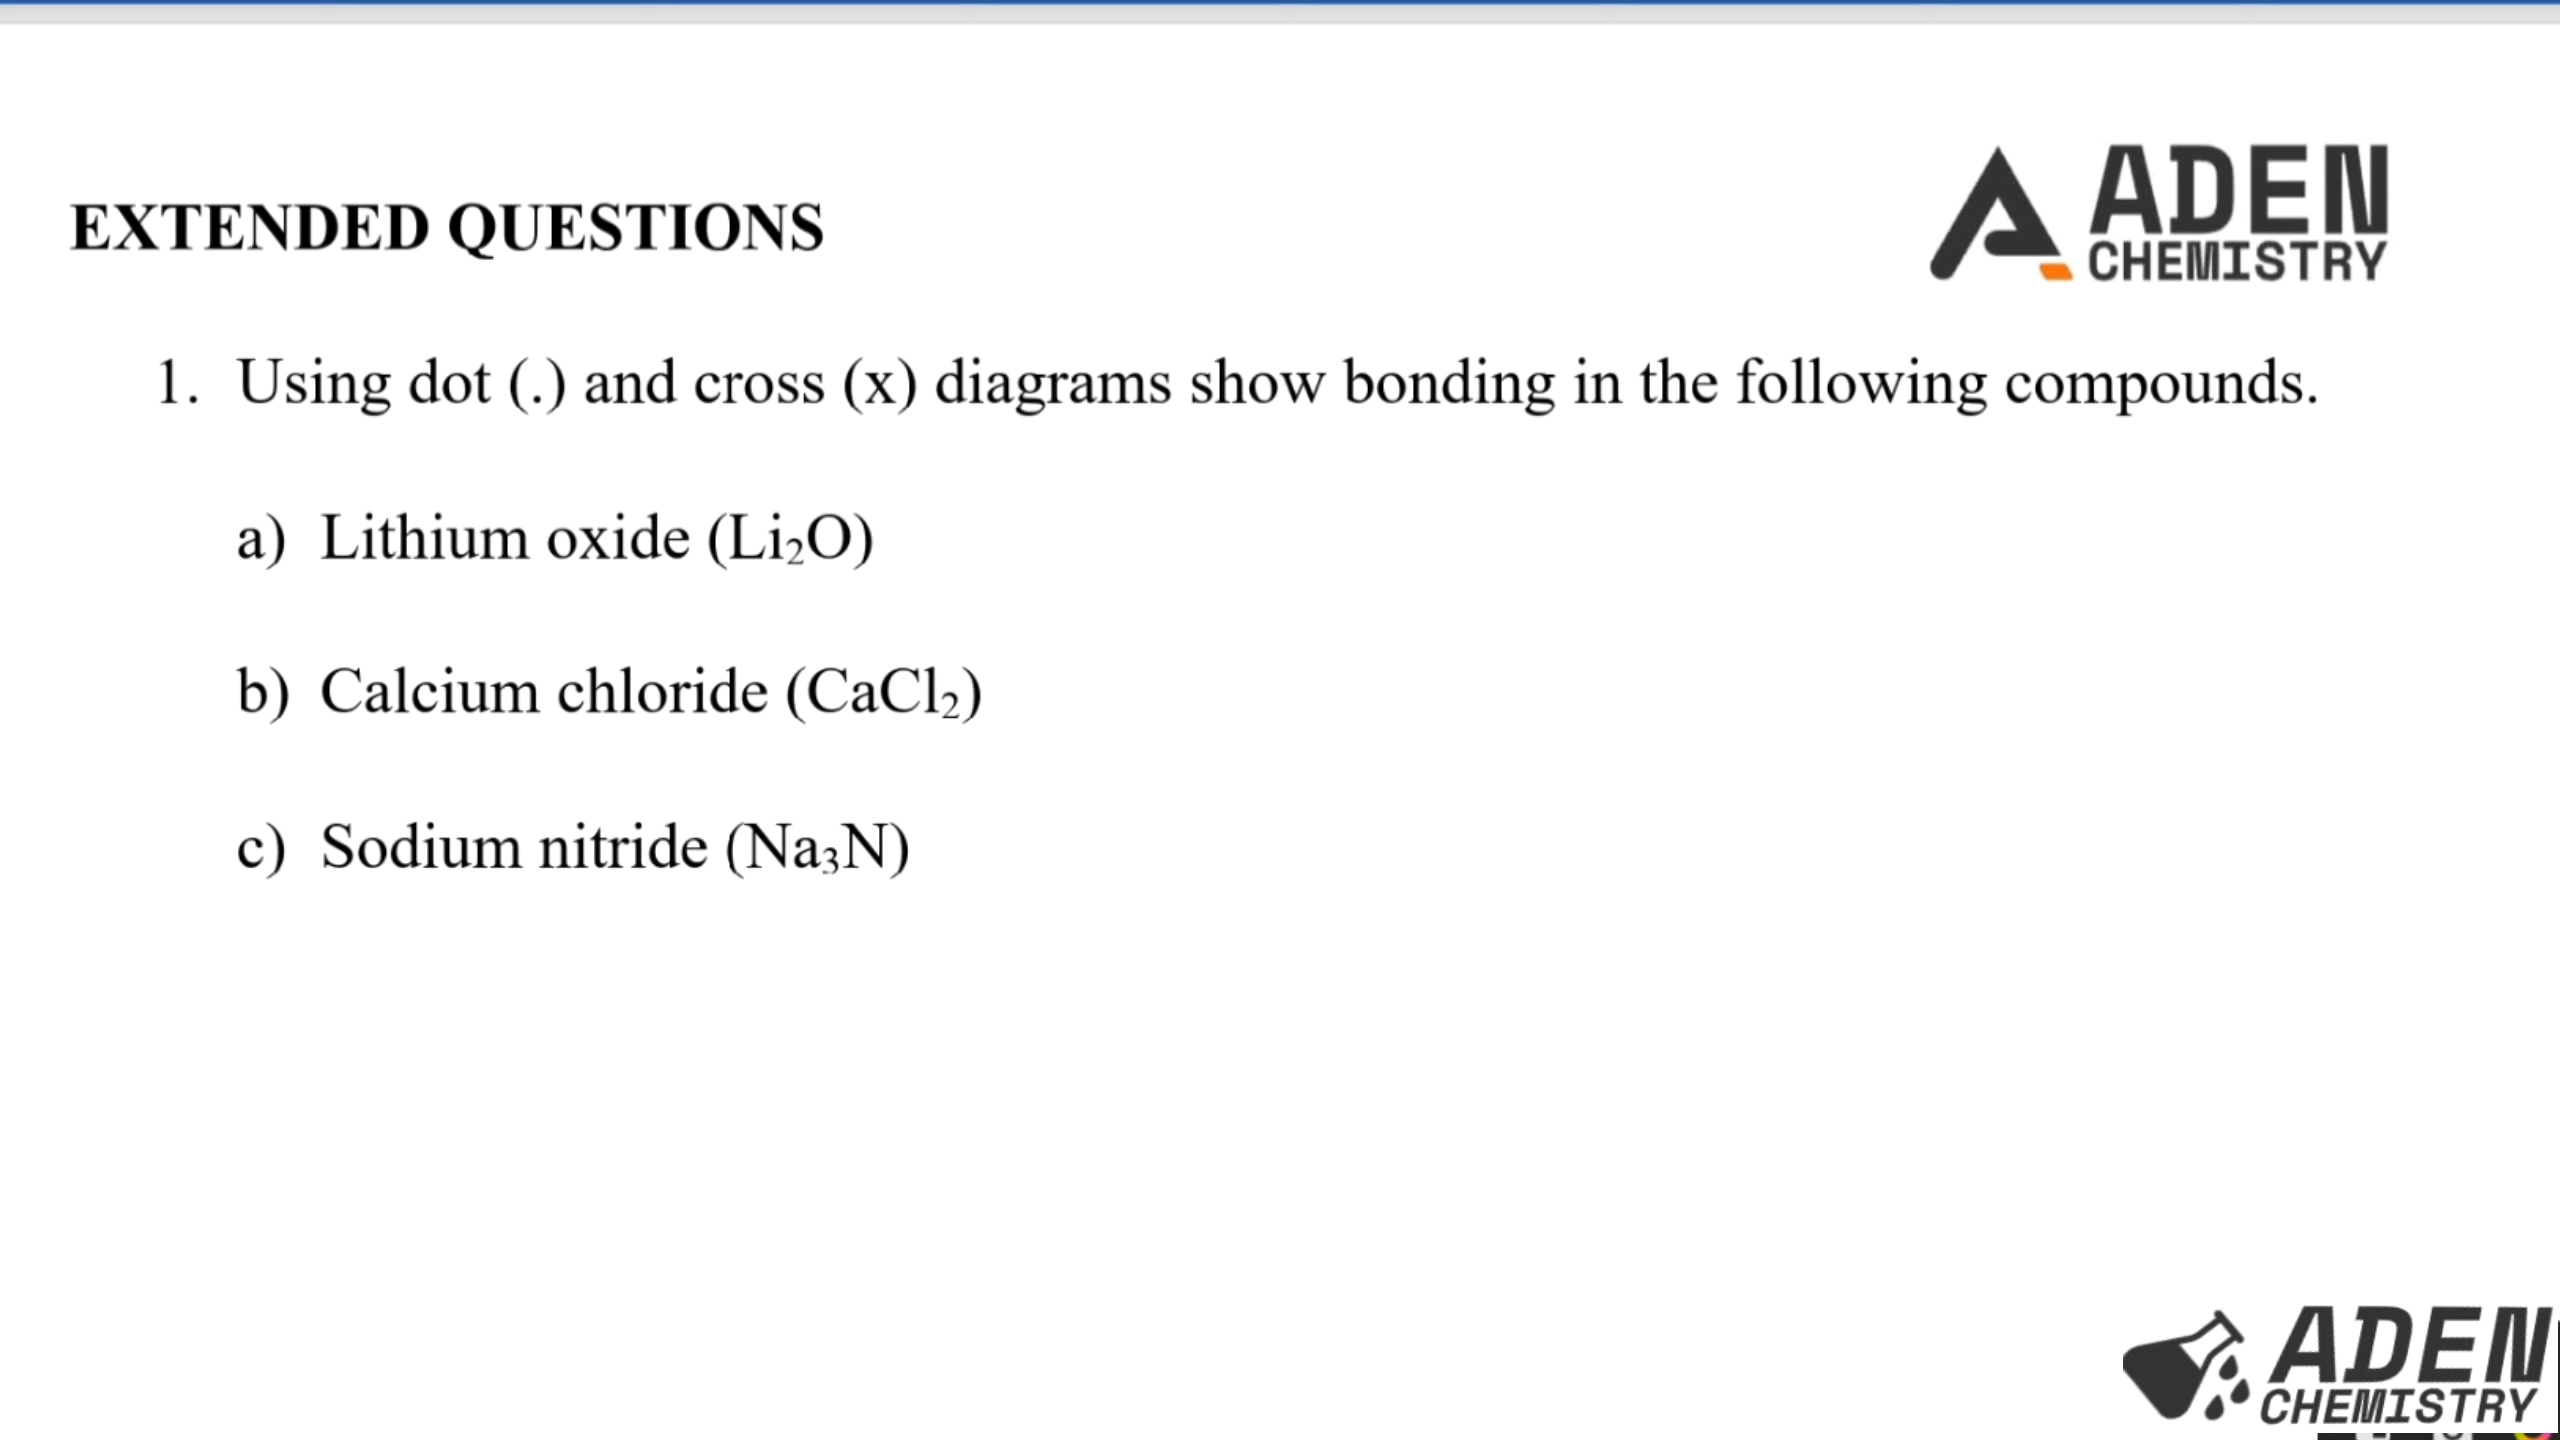 ADEN
CHEMISTRY
EXTENDED QUESTIONS
1. Using dot (.) and cross (x) diagrams show bonding in the following compounds.
a) Lithium oxide (Li₂O)
b) Calcium chloride (CaCl₂)
c) Sodium nitride (Na₃N)
ADEN
CHEMISTRY